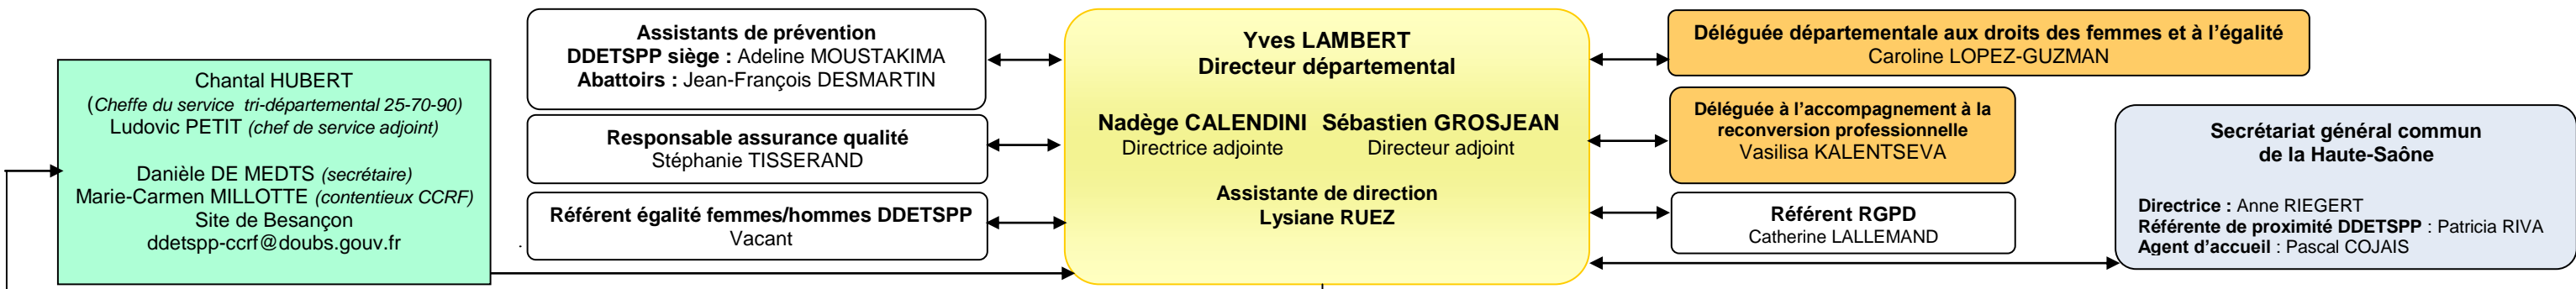 Chantal HUBERT
(Cheffe du service tri-départemental 25-70-90)
Ludovic PETIT (chef de service adjoint)
Danièle DE MEDTS (secrétaire)
Marie-Carmen MILLOTTE (contentieux CCRF)
Site de Besançon
ddetspp-ccrf@doubs.gouv.fr
Assistants de prévention
DDETSPP siège : Adeline MOUSTAKIMA
Abattoirs : Jean-François DESMARTIN
Responsable assurance qualité
Stéphanie TISSERAND
Référent égalité femmes/hommes DDETSPP
Vacant
.
Yves LAMBERT
Directeur départemental
Nadège CALENDINI Sébastien GROSJEAN
Directrice adjointe Directeur adjoint
Assistante de direction
Lysiane RUEZ
Déléguée départementale aux droits des femmes et à l'égalité
Caroline LOPEZ-GUZMAN
Déléguée à l'accompagnement à la
reconversion professionnelle
Vasilisa KALENTSEVA
Référent RGPD
Catherine LALLEMAND
Secrétariat général commun
de la Haute-Saône
Directrice : Anne RIEGERT
Référente de proximité DDETSPP : Patricia RIVA
Agent d'accueil : Pascal COJAIS